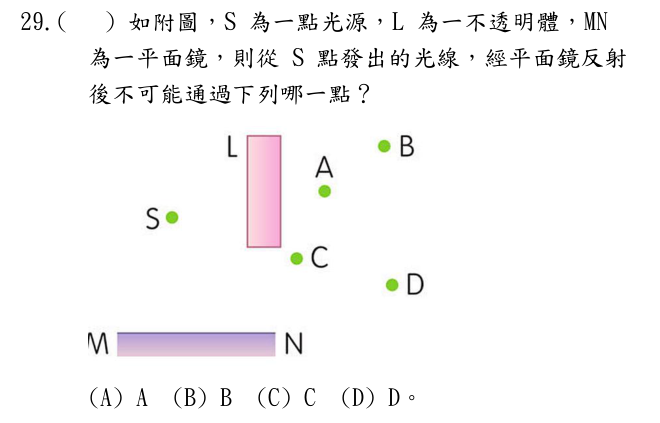 29.(　　) 如附圖，S 為一點光源，L 為一不透明體，MN
為一平面鏡，則從 S 點發出的光線，經平面鏡反射
後不可能通過下列哪一點？
L
B
A
S
C
D
M
N
(A) A　(B) B　(C) C　(D) D。